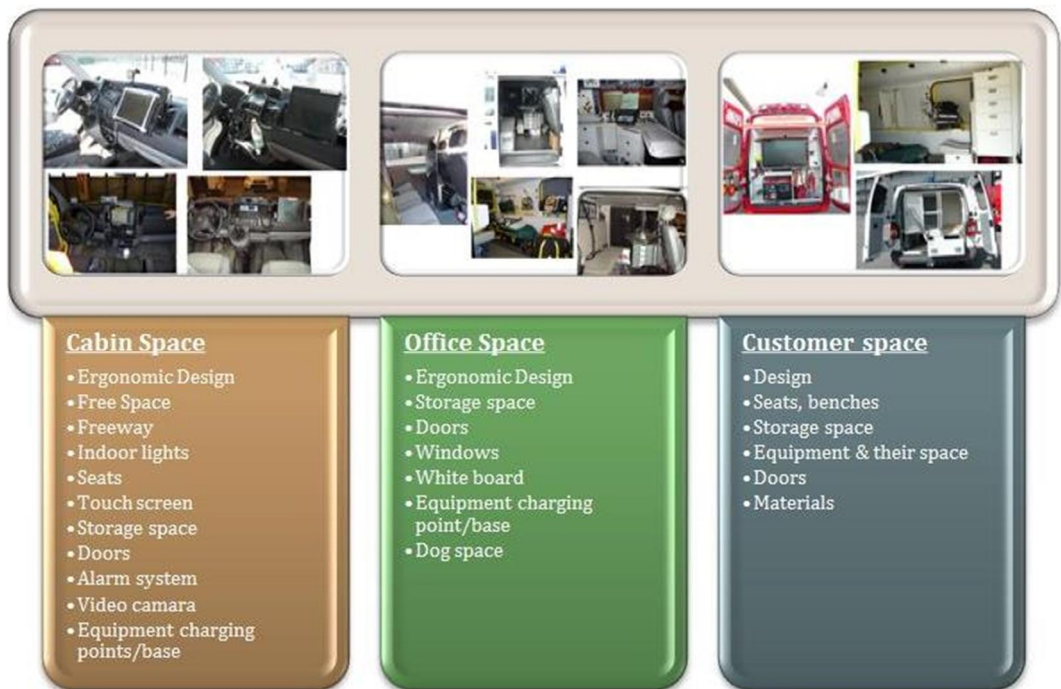 Cabin Space
•Ergonomic Design
•Free Space
•Freeway
•Indoor lights
•Seats
•Touch screen
•Storage space
•Doors
•Alarm system
•Video camara
•Equipment charging
points/base
Office Space
•Ergonomic Design
•Storage space
•Doors
•Windows
•White board
•Equipment charging
point/base
•Dog space
Customer space
•Design
•Seats, benches
•Storage space
•Equipment & their space
•Doors
•Materials